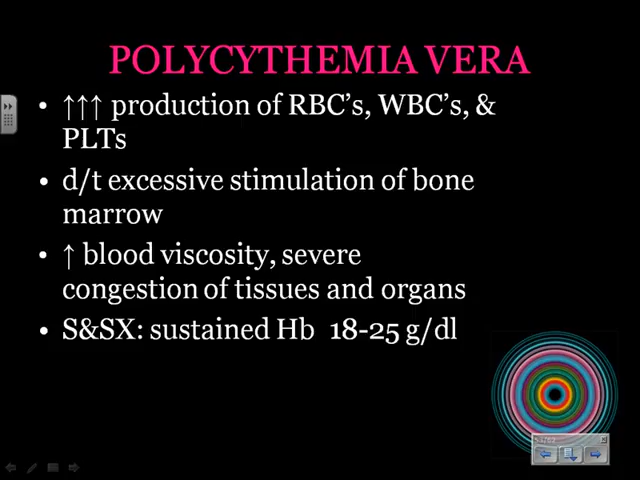 POLYCYTHEMIA VERA
• ↑↑↑ production of RBC's, WBC's, &
PLTs
• d/t excessive stimulation of bone
marrow
• ↑ blood viscosity, severe
congestion of tissues and organs
• S&SX: sustained Hb 18-25 g/dl